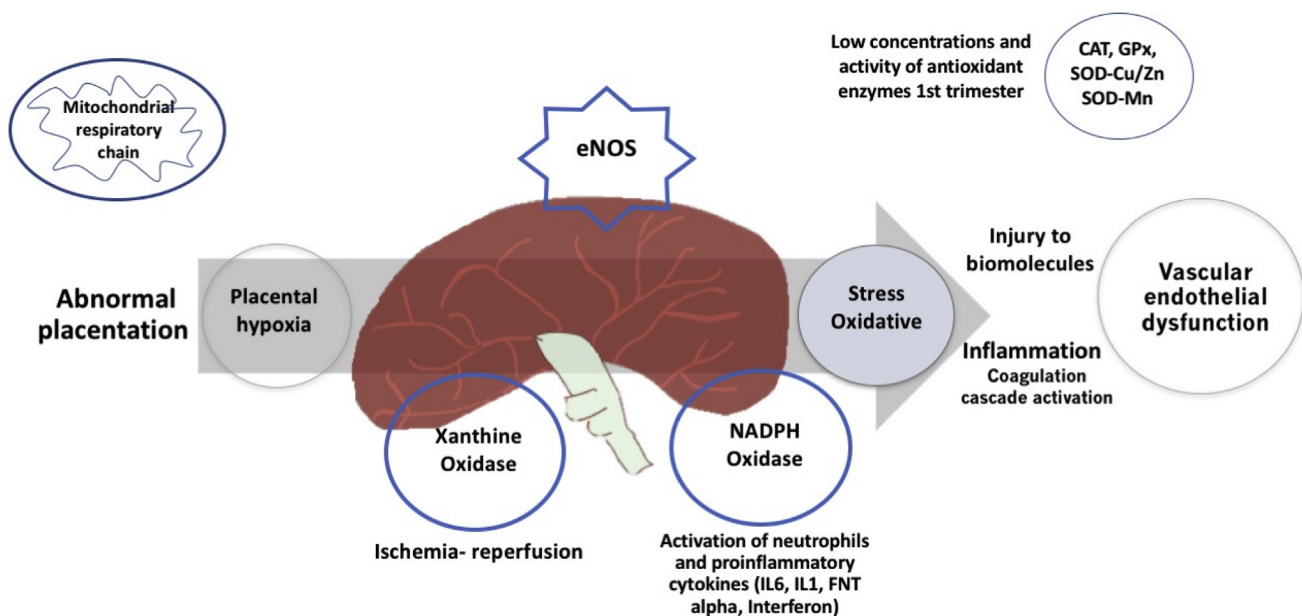 Mitochondrial
respiratory
chain
eNOS
Low concentrations and
activity of antioxidant
enzymes 1st trimester
CAT, GPx,
SOD-Cu/Zn
SOD-Mn
Abnormal
placentation
Placental
hypoxia
Stress
Oxidative
Injury to
biomolecules
Inflammation
Coagulation
cascade activation
Vascular
endothelial
dysfunction
Xanthine
Oxidase
Ischemia- reperfusion
NADPH
Oxidase
Activation of neutrophils
and proinflammatory
cytokines (IL6, IL1, FNT
alpha, Interferon)